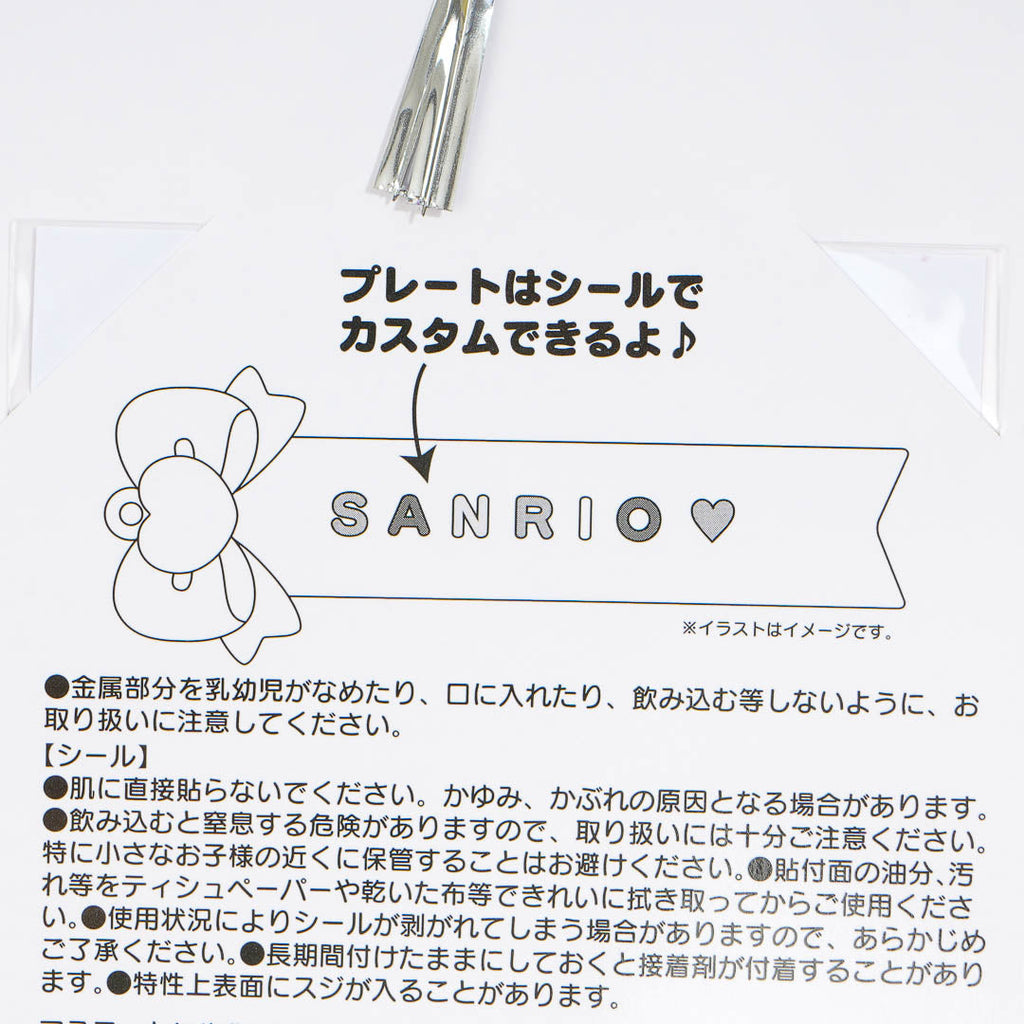 プレートはシールで
カスタムできるよ♪
SANRIO♥
※イラストはイメージです。
●金属部分を乳幼児がなめたり、口に入れたり、飲み込む等しないように、お
取り扱いに注意してください。
【シール】
●肌に直接貼らないでください。かゆみ、かぶれの原因となる場合があります。
●飲み込むと窒息する危険がありますので、取り扱いには十分ご注意ください。
特に小さなお子様の近くに保管することはお避けください。●貼付面の油分、汚
れ等をティシュペーパーや乾いた布等できれいに拭き取ってからご使用くださ
い。●使用状況によりシールが剥がれてしまう場合がありますので、あらかじめ
ご了承ください。●長期間付けたままにしておくと接着剤が付着することがあり
ます。●特性上表面にスジが入ることがあります。